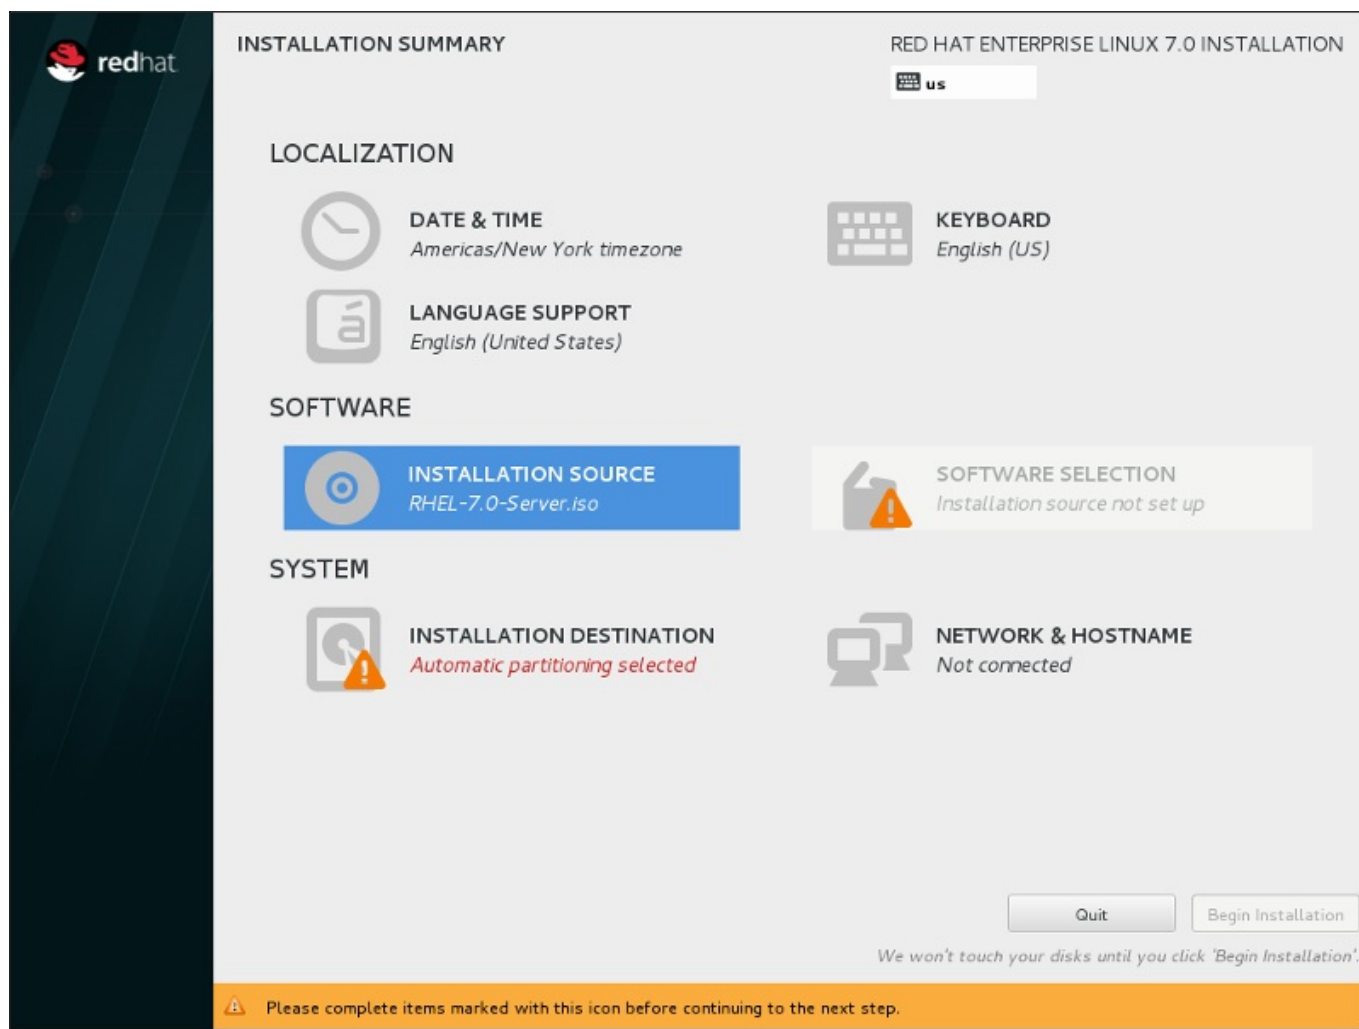 redhat
INSTALLATION SUMMARY
RED HAT ENTERPRISE LINUX 7.0 INSTALLATION
us
LOCALIZATION
DATE & TIME
Americas/New York timezone
KEYBOARD
English (US)
á
LANGUAGE SUPPORT
English (United States)
SOFTWARE
INSTALLATION SOURCE
RHEL-7.0-Server.iso
SOFTWARE SELECTION
Installation source not set up
SYSTEM
INSTALLATION DESTINATION
Automatic partitioning selected
NETWORK & HOSTNAME
Not connected
Quit
Begin Installation
We won't touch your disks until you click 'Begin Installation'.
Please complete items marked with this icon before continuing to the next step.